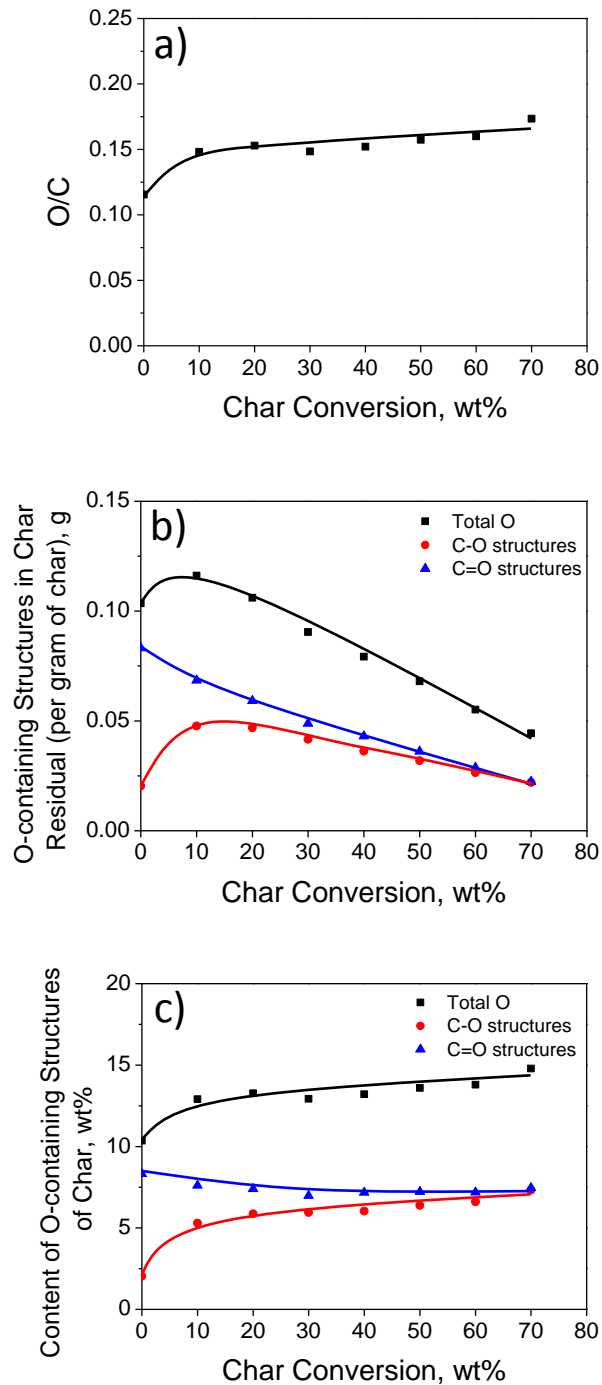 a)
O/C
0.25
0.20
0.15
0.10
0.05
0.00
0 10 20 30 40 50 60 70 80
Char Conversion, wt%
b)
O-containing Structures in Char
Residual (per gram of char), g
Total O
C-O structures
C=O structures
0.15
0.10
0.05
0.00
0 10 20 30 40 50 60 70 80
Char Conversion, wt%
c)
Content of O-containing Structures
of Char, wt%
Total O
C-O structures
C=O structures
20
15
10
5
0
0 10 20 30 40 50 60 70 80
Char Conversion, wt%